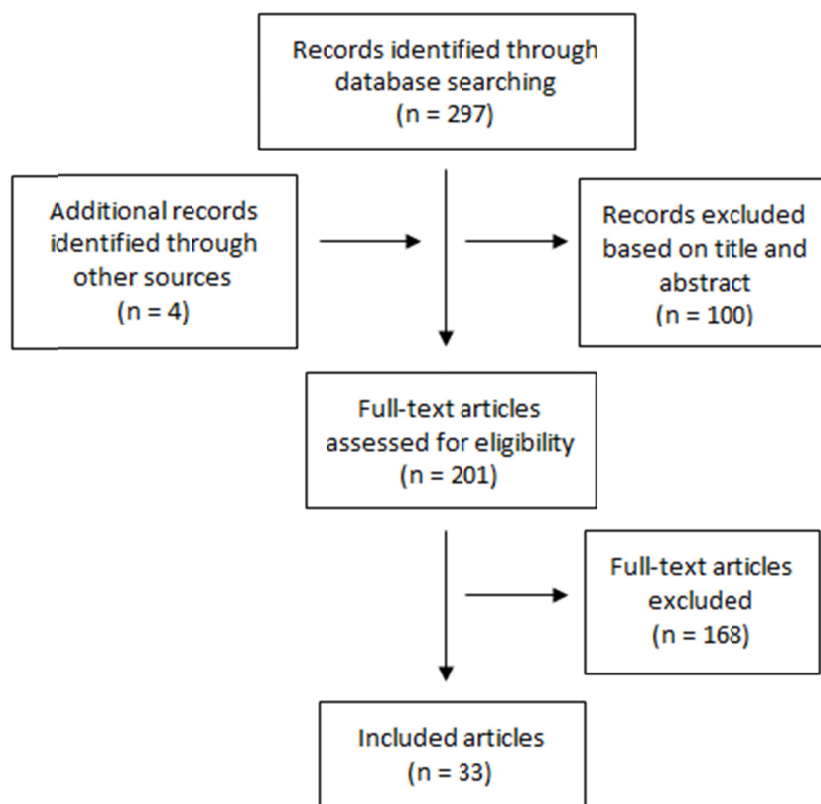 Records identified through
database searching
(n = 297)
Additional records
identified through
other sources
(n = 4)
Records excluded
based on title and
abstract
(n = 100)
Full-text articles
assessed for eligibility
(n = 201)
Full-text articles
excluded
(n = 168)
Included articles
(n = 33)